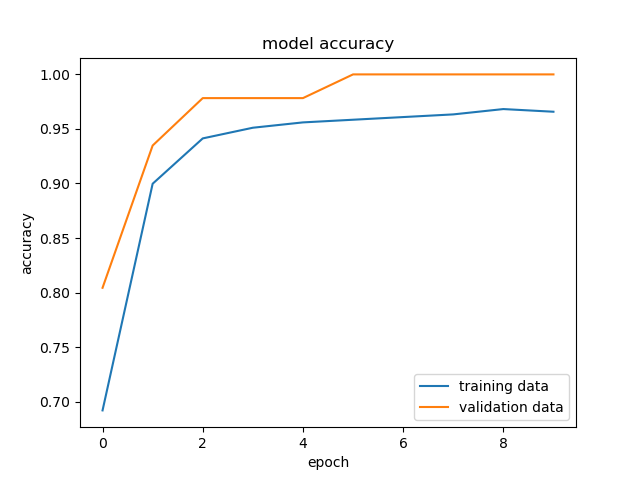 model accuracy
1.00
0.95
0.90
0.85
0.80
0.75
0.70
accuracy
training data
validation data
0 2 4 6 8
epoch